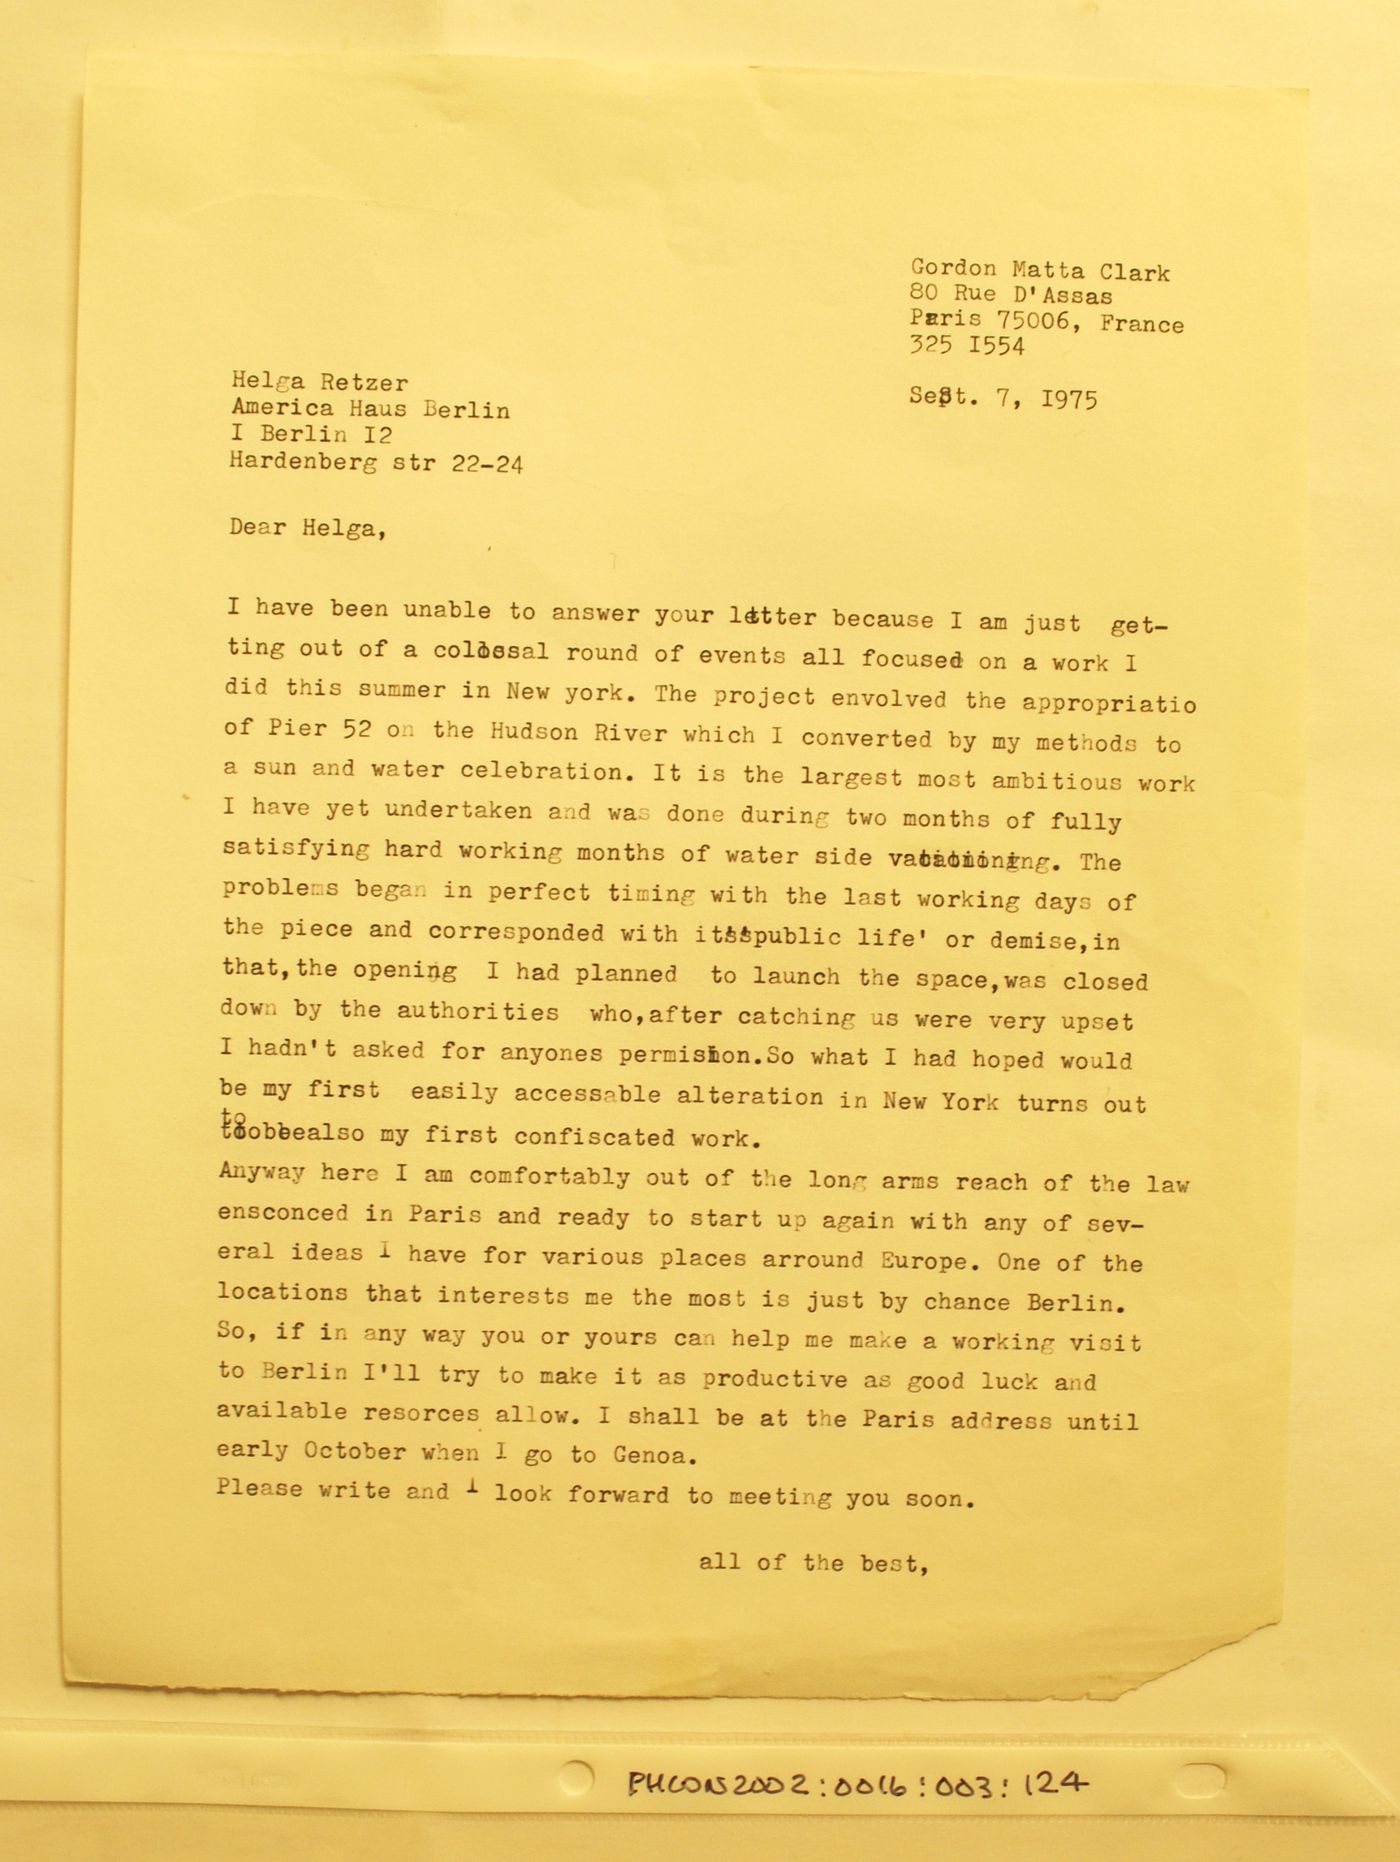 Gordon Matta Clark
80 Rue D'Assas
Paris 75006, France
325 I554
Sept. 7, I975
Helga Retzer
America Haus Berlin
I Berlin I2
Hardenberg str 22-24
Dear Helga,
I have been unable to answer your letter because I am just get-
ting out of a colossal round of events all focused on a work I
did this summer in New york. The project envolved the appropriatio
of Pier 52 on the Hudson River which I converted by my methods to
a sun and water celebration. It is the largest most ambitious work
I have yet undertaken and was done during two months of fully
satisfying hard working months of water side vacationing. The
problems began in perfect timing with the last working days of
the piece and corresponded with its'public life' or demise,in
that,the opening I had planned to launch the space,was closed
down by the authorities who,after catching us were very upset
I hadn't asked for anyones permision.So what I had hoped would
be my first easily accessable alteration in New York turns out
to
be also my first confiscated work.
Anyway here I am comfortably out of the long arms reach of the law
ensconced in Paris and ready to start up again with any of sev-
eral ideas I have for various places arround Europe. One of the
locations that interests me the most is just by chance Berlin.
So, if in any way you or yours can help me make a working visit
to Berlin I'll try to make it as productive as good luck and
available resorces allow. I shall be at the Paris address until
early October when I go to Genoa.
Please write and I look forward to meeting you soon.
all of the best,
PHCON2002:0016:003:124